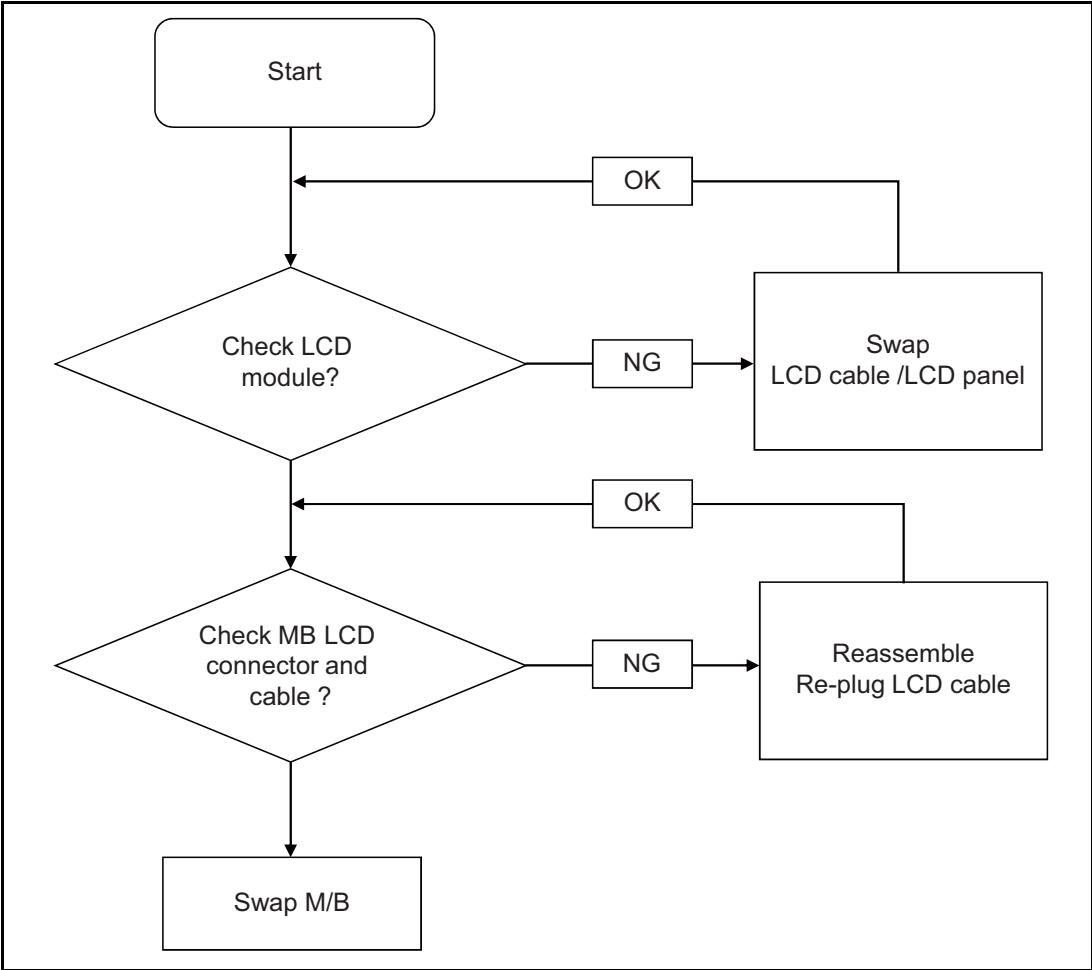 Start
OK
Check LCD
module?
NG
Swap
LCD cable /LCD panel
OK
Check MB LCD
connector and
cable ?
NG
Reassemble
Re-plug LCD cable
Swap M/B